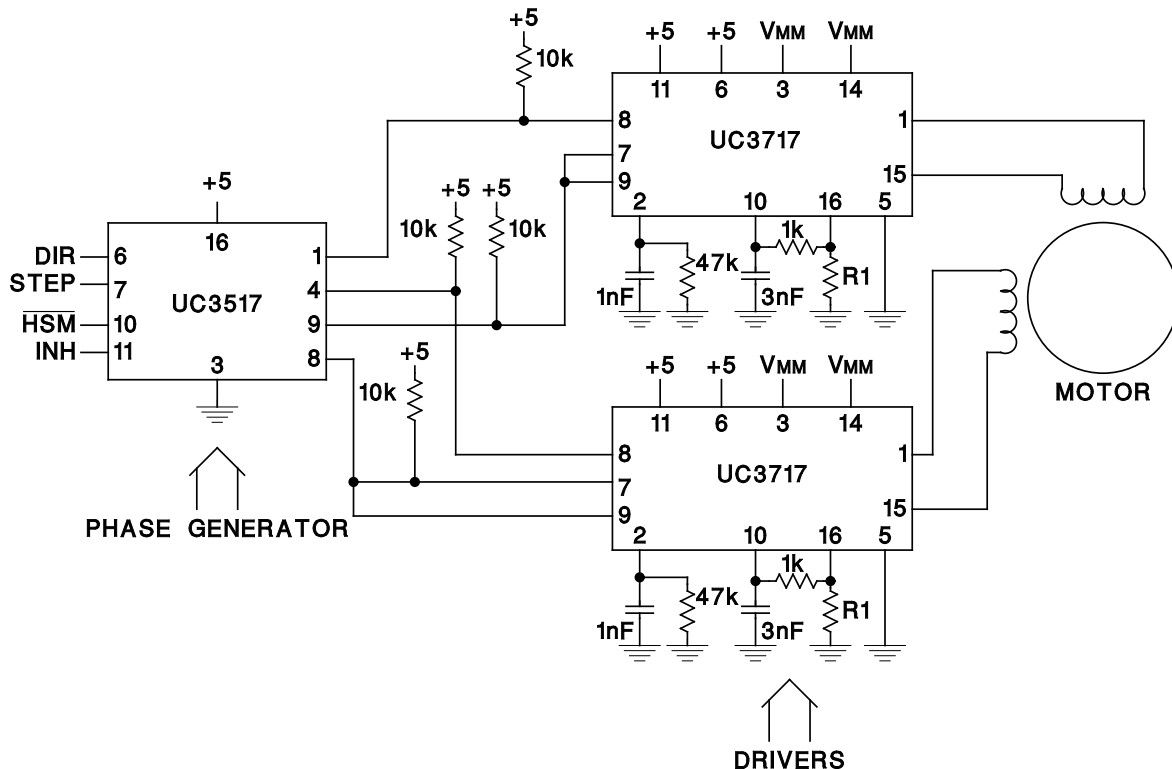 +5
10k
+5 +5 VMM VMM
11 6 3 14
8
UC3717
1
7
9
15
2 10 16 5
1k
47k
R1
1nF
3nF
+5 +5
10k 10k
+5
16
DIR 6
STEP 7
HSM 10
INH 11
UC3517
1
4
9
8
3
+5
10k
PHASE GENERATOR
+5 +5 VMM VMM
11 6 3 14
8
UC3717
1
7
9
15
2 10 16 5
1k
47k
R1
1nF
3nF
MOTOR
DRIVERS